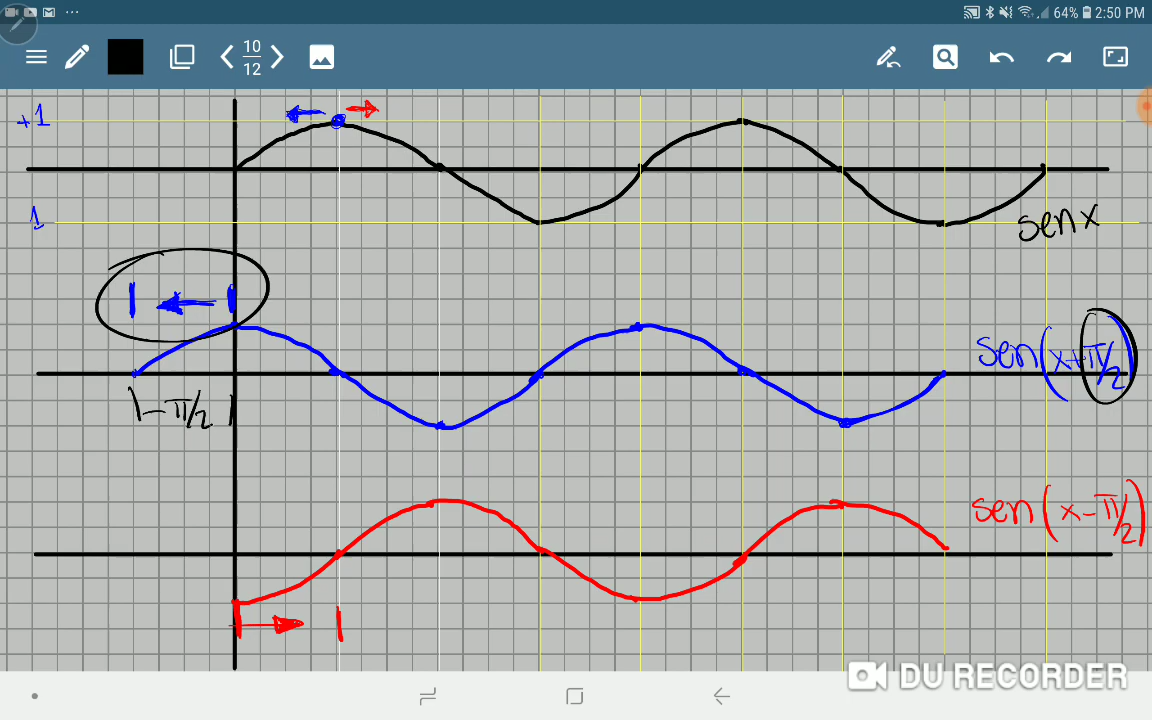 64% 2:50 PM
10
12
+1
1
sen x
sen(x+π/2)
-π/2
sen(x-π/2)
DU RECORDER